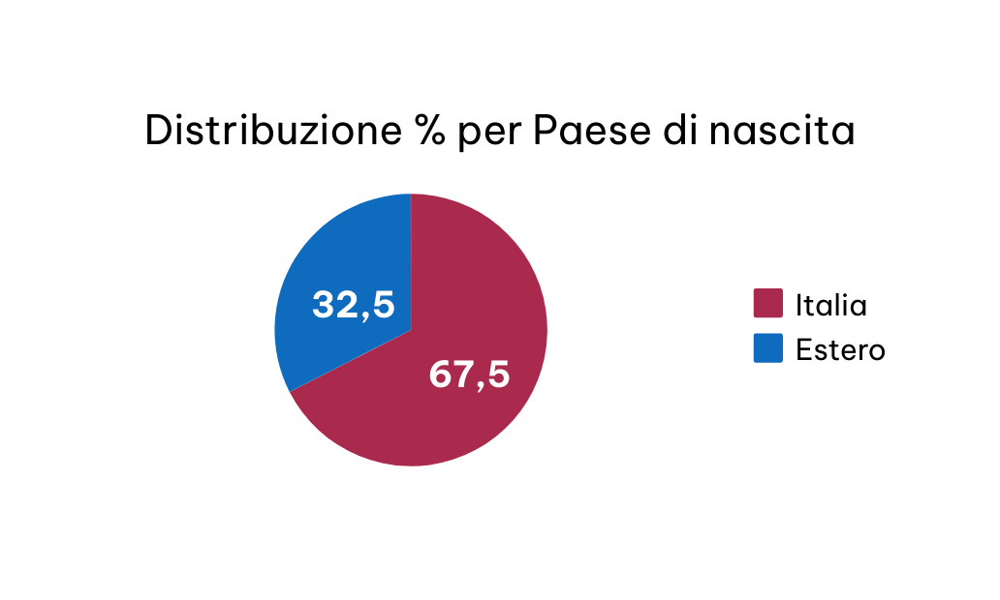 Distribuzione % per Paese di nascita
32,5
67,5
Italia
Estero